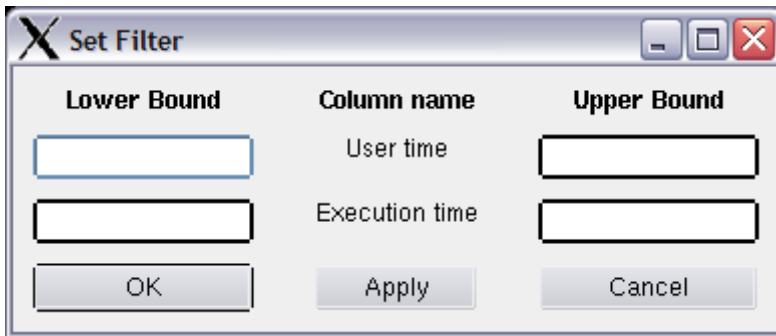 Set Filter
Lower Bound Column name Upper Bound
User time
Execution time
OK Apply Cancel